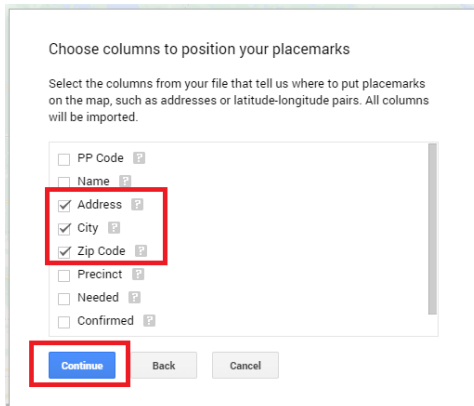 Choose columns to position your placemarks
Select the columns from your file that tell us where to put placemarks
on the map, such as addresses or latitude-longitude pairs. All columns
will be imported.
PP Code ?
Name ?
Address ?
City ?
Zip Code ?
Precinct ?
Needed ?
Confirmed ?
Continue Back Cancel